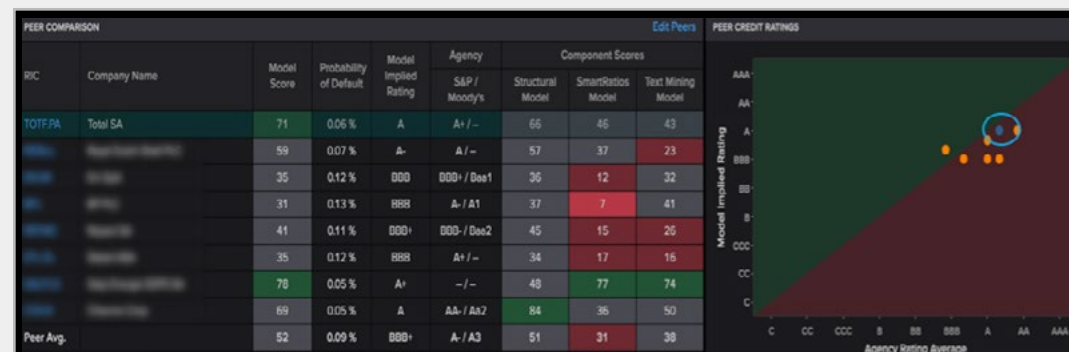 PEER COMPARISON Edit Peers
RIC Company Name Model Score Probability of Default Model Implied Rating Agency S&P / Moody's Component Scores Structural Model SmartRatios Model Text Mining Model
TOTF.PA Total SA 71 0.06 % A A+ / -- 66 46 43
59 0.07 % A- A / -- 57 37 23
35 0.12 % BBB BBB+ / Baa1 36 12 32
31 0.13 % BBB A- / A1 37 7 41
41 0.11 % BBB+ BBB- / Baa2 45 15 26
35 0.12 % BBB A+ / -- 34 17 16
78 0.05 % A+ -- / -- 48 77 74
69 0.05 % A AA- / Aa2 84 36 50
Peer Avg. 52 0.09 % BBB+ A- / A3 51 31 38
PEER CREDIT RATINGS
Model Implied Rating
AAA
AA
A
BBB
BB
B
CCC
CC
C
C CC CCC B BB BBB A AA AAA
Agency Rating Average